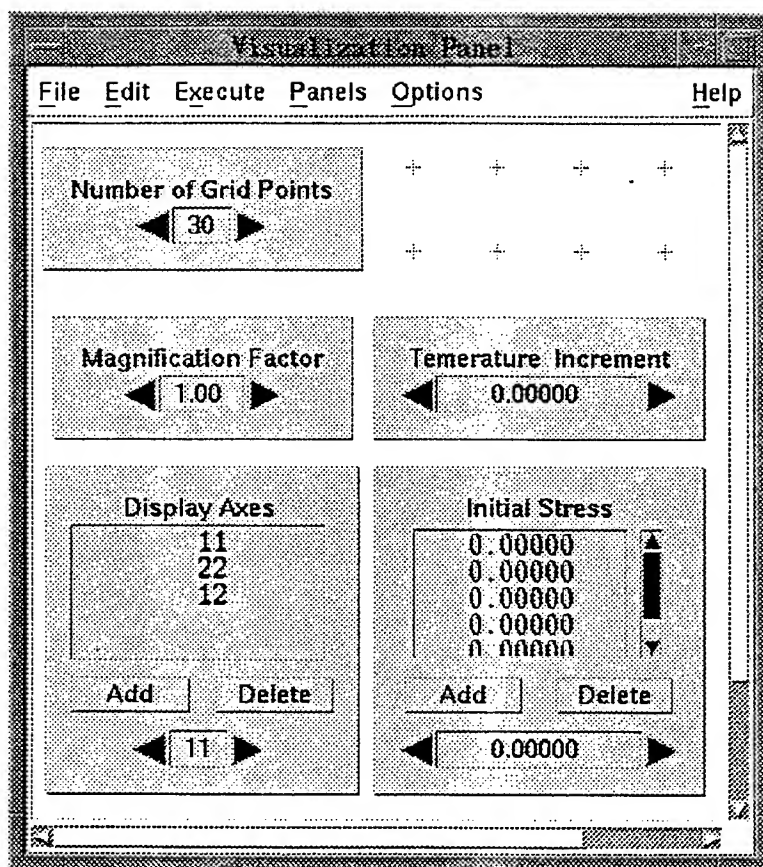 Visualization Panel
File Edit Execute Panels Options Help
Number of Grid Points
30
Magnification Factor
1.00
Temerature Increment
0.00000
Display Axes
11
22
12
Add Delete
11
Initial Stress
0.00000
0.00000
0.00000
0.00000
0.00000
Add Delete
0.00000